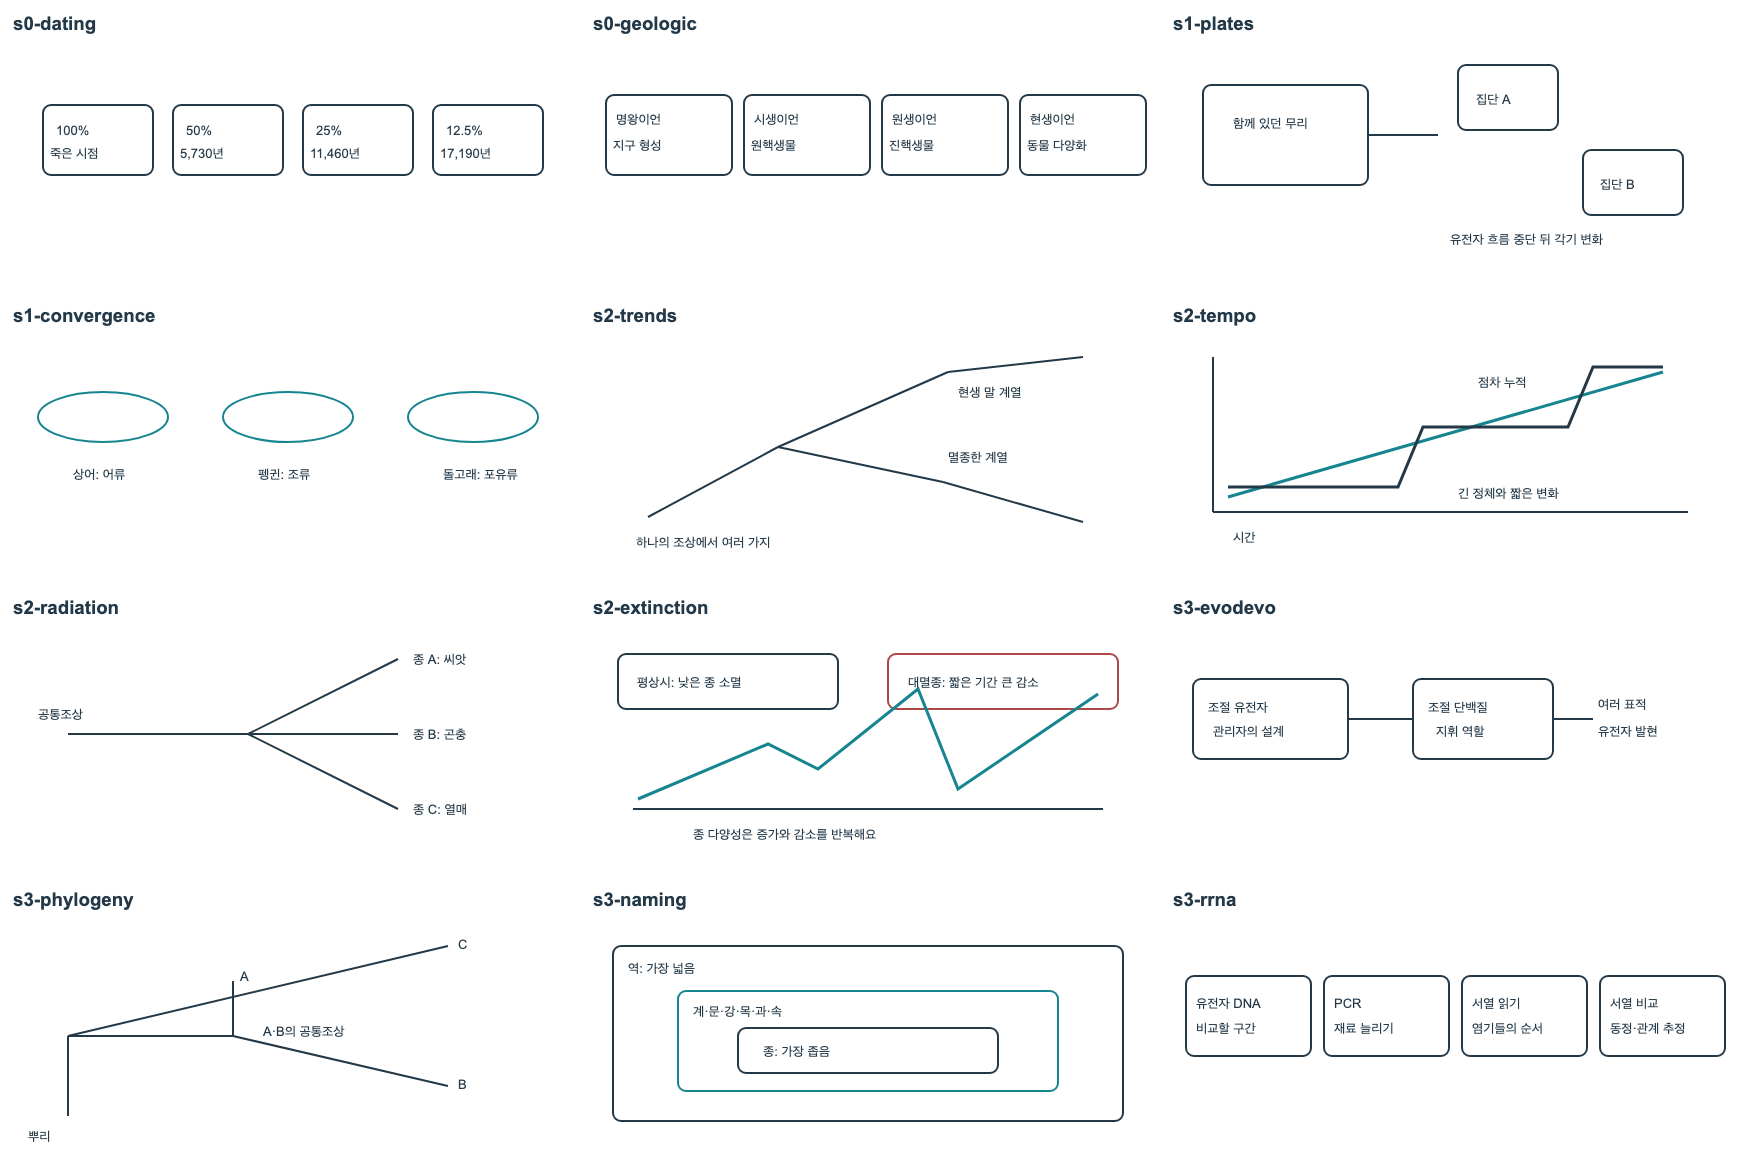 s0-dating
100%
죽은 시점
50%
5,730년
25%
11,460년
12.5%
17,190년
s0-geologic
명왕이언
지구 형성
시생이언
원핵생물
원생이언
진핵생물
현생이언
동물 다양화
s1-plates
함께 있던 무리
집단 A
집단 B
유전자 흐름 중단 뒤 각기 변화
s1-convergence
상어: 어류
펭귄: 조류
돌고래: 포유류
s2-trends
현생 말 계열
멸종한 계열
하나의 조상에서 여러 가지
s2-tempo
점차 누적
긴 정체와 짧은 변화
시간
s2-radiation
공통조상
종 A: 씨앗
종 B: 곤충
종 C: 열매
s2-extinction
평상시: 낮은 종 소멸
대멸종: 짧은 기간 큰 감소
종 다양성은 증가와 감소를 반복해요
s3-evodevo
조절 유전자
관리자의 설계
조절 단백질
지휘 역할
여러 표적
유전자 발현
s3-phylogeny
C
A
A·B의 공통조상
B
뿌리
s3-naming
역: 가장 넓음
계·문·강·목·과·속
종: 가장 좁음
s3-rrna
유전자 DNA
비교할 구간
PCR
재료 늘리기
서열 읽기
염기들의 순서
서열 비교
동정·관계 추정